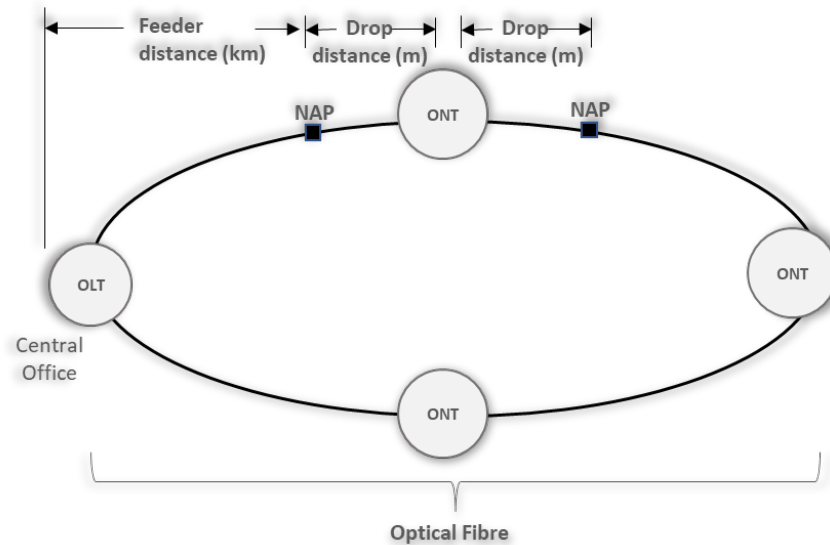 Feeder
distance (km)
Drop
distance (m)
Drop
distance (m)
NAP
ONT
NAP
OLT
ONT
Central
Office
ONT
Optical Fibre